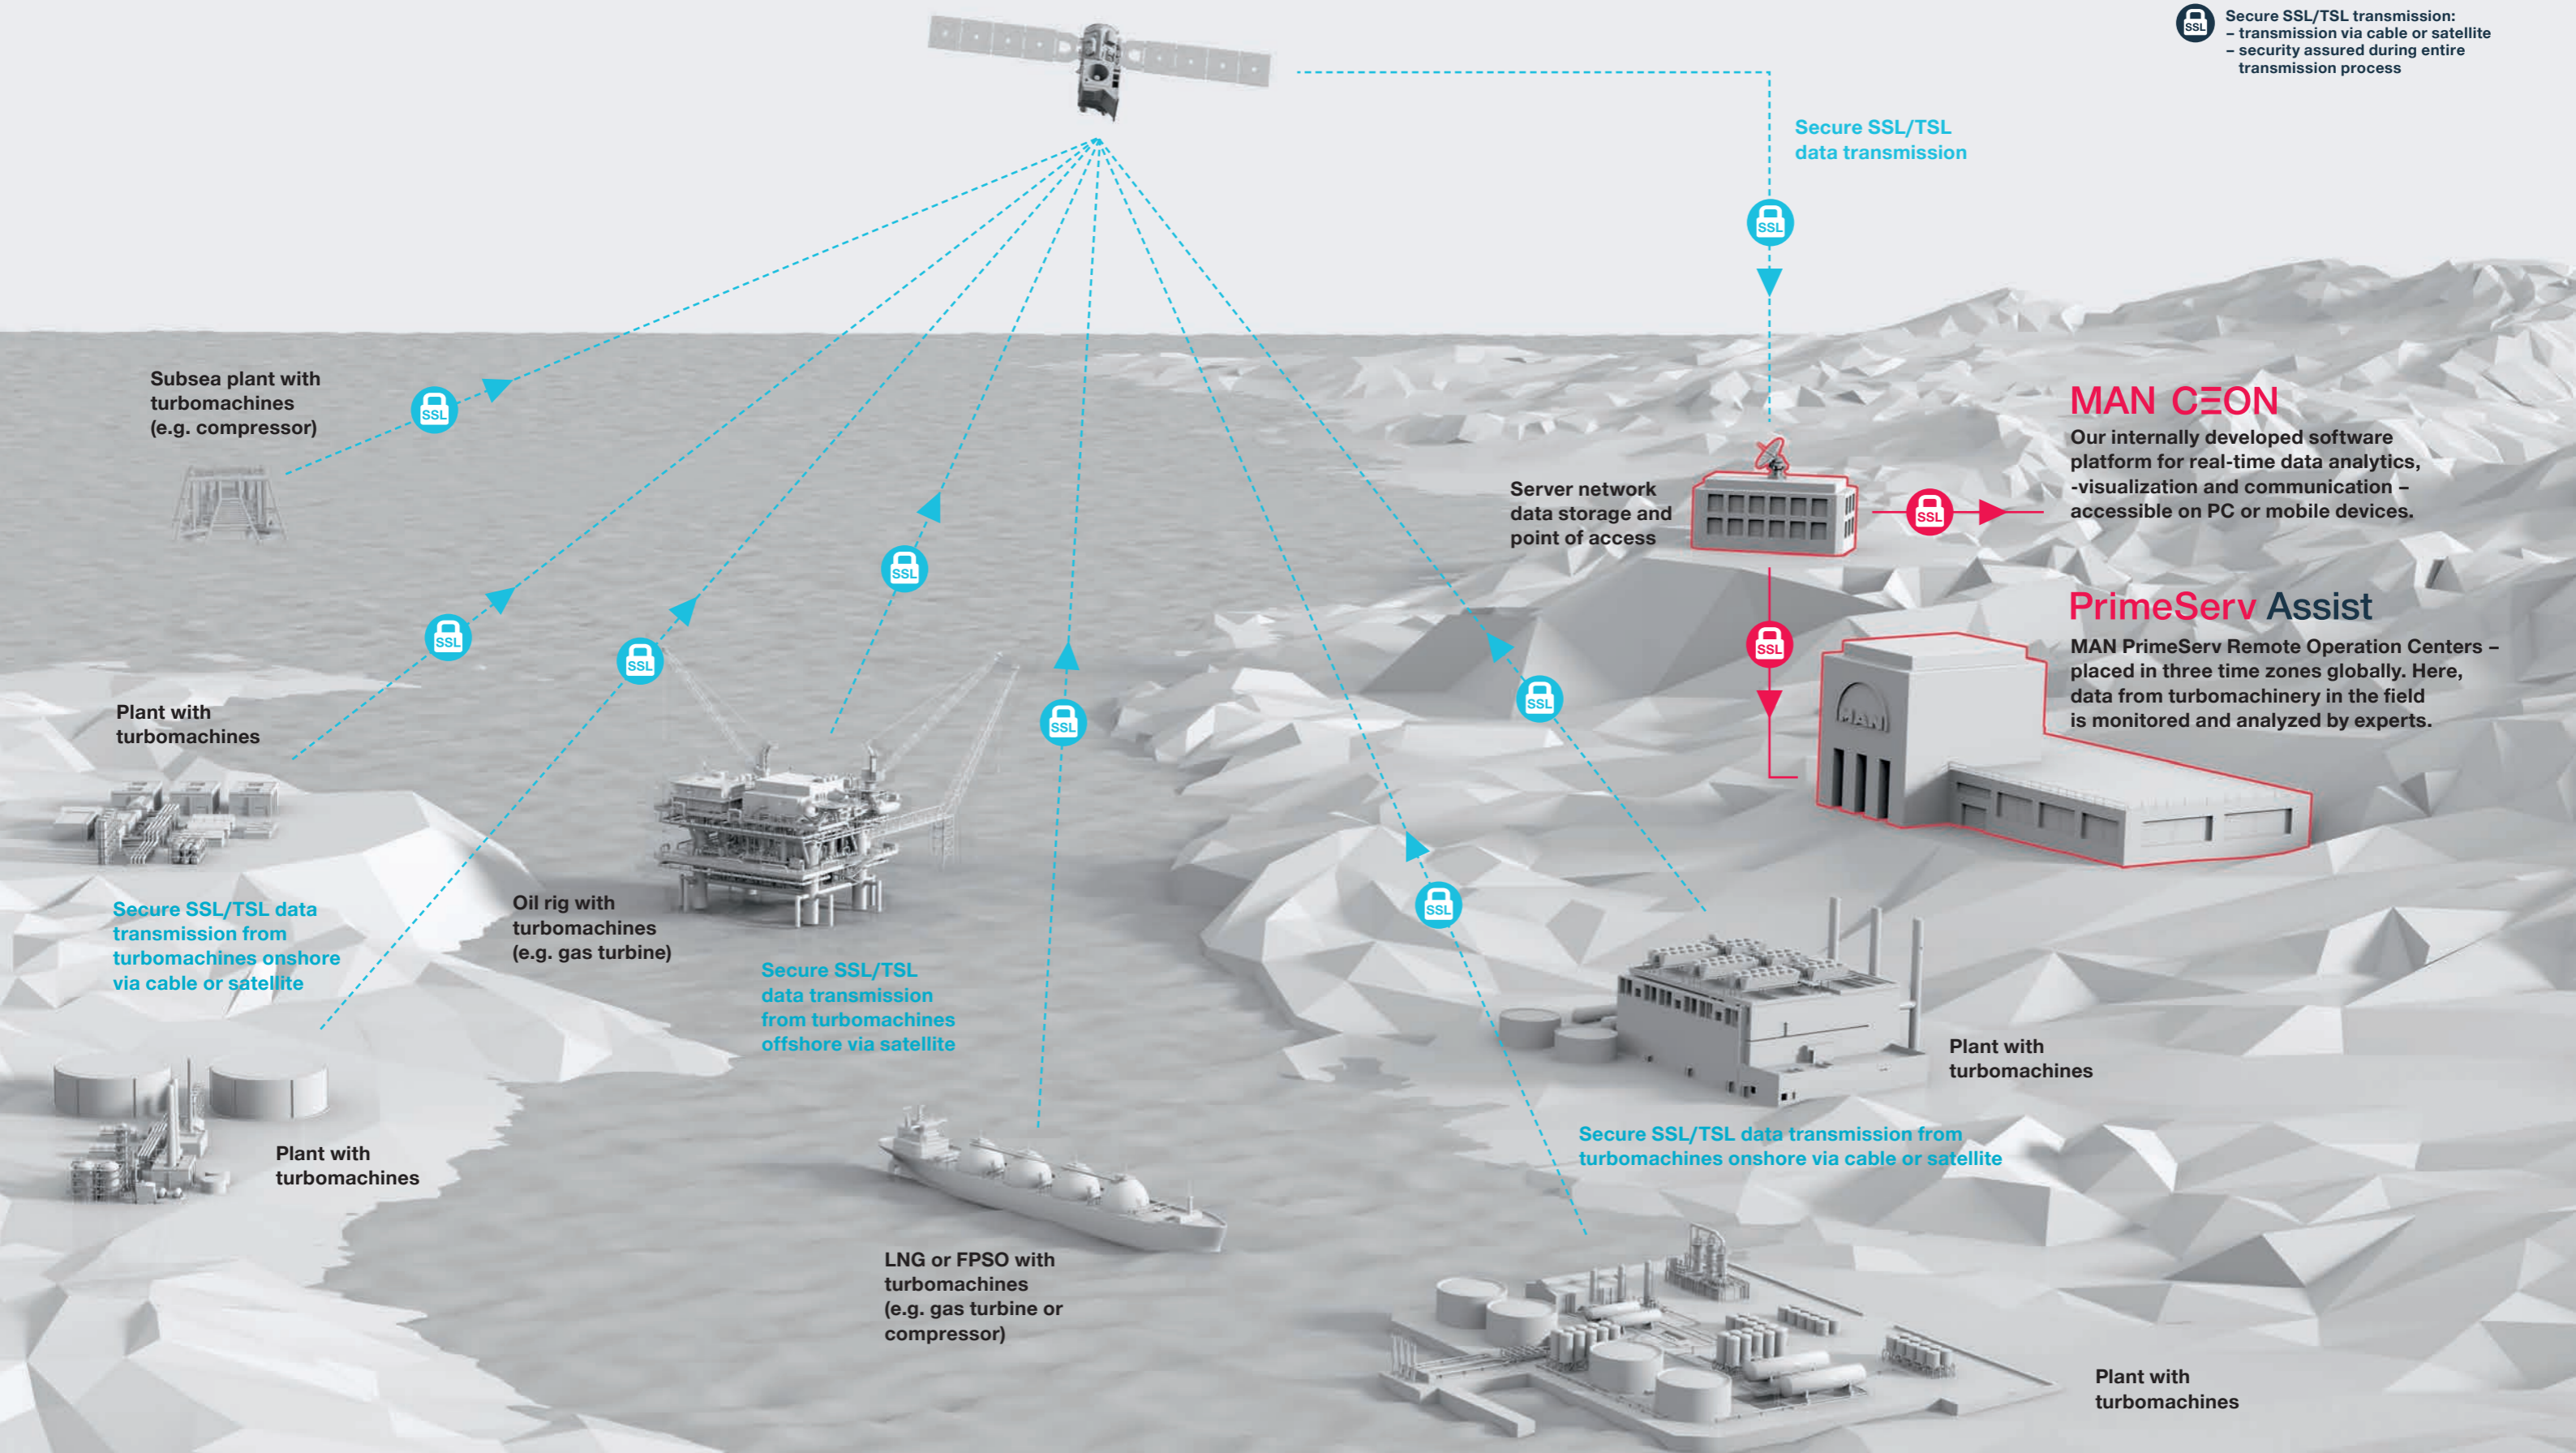 SSL
Secure SSL/TSL transmission:
– transmission via cable or satellite
– security assured during entire
transmission process
Secure SSL/TSL
data transmission
SSL
Subsea plant with
turbomachines
(e.g. compressor)
SSL
MAN CEON
Our internally developed software
platform for real-time data analytics,
-visualization and communication –
accessible on PC or mobile devices.
Server network
data storage and
point of access
SSL
SSL
PrimeServ Assist
MAN PrimeServ Remote Operation Centers –
placed in three time zones globally. Here,
data from turbomachinery in the field
is monitored and analyzed by experts.
SSL
SSL
SSL
SSL
SSL
MAN
Plant with
turbomachines
SSL
Secure SSL/TSL data
transmission from
turbomachines onshore
via cable or satellite
Oil rig with
turbomachines
(e.g. gas turbine)
SSL
Secure SSL/TSL
data transmission
from turbomachines
offshore via satellite
Plant with
turbomachines
Secure SSL/TSL data transmission from
turbomachines onshore via cable or satellite
Plant with
turbomachines
LNG or FPSO with
turbomachines
(e.g. gas turbine or
compressor)
Plant with
turbomachines